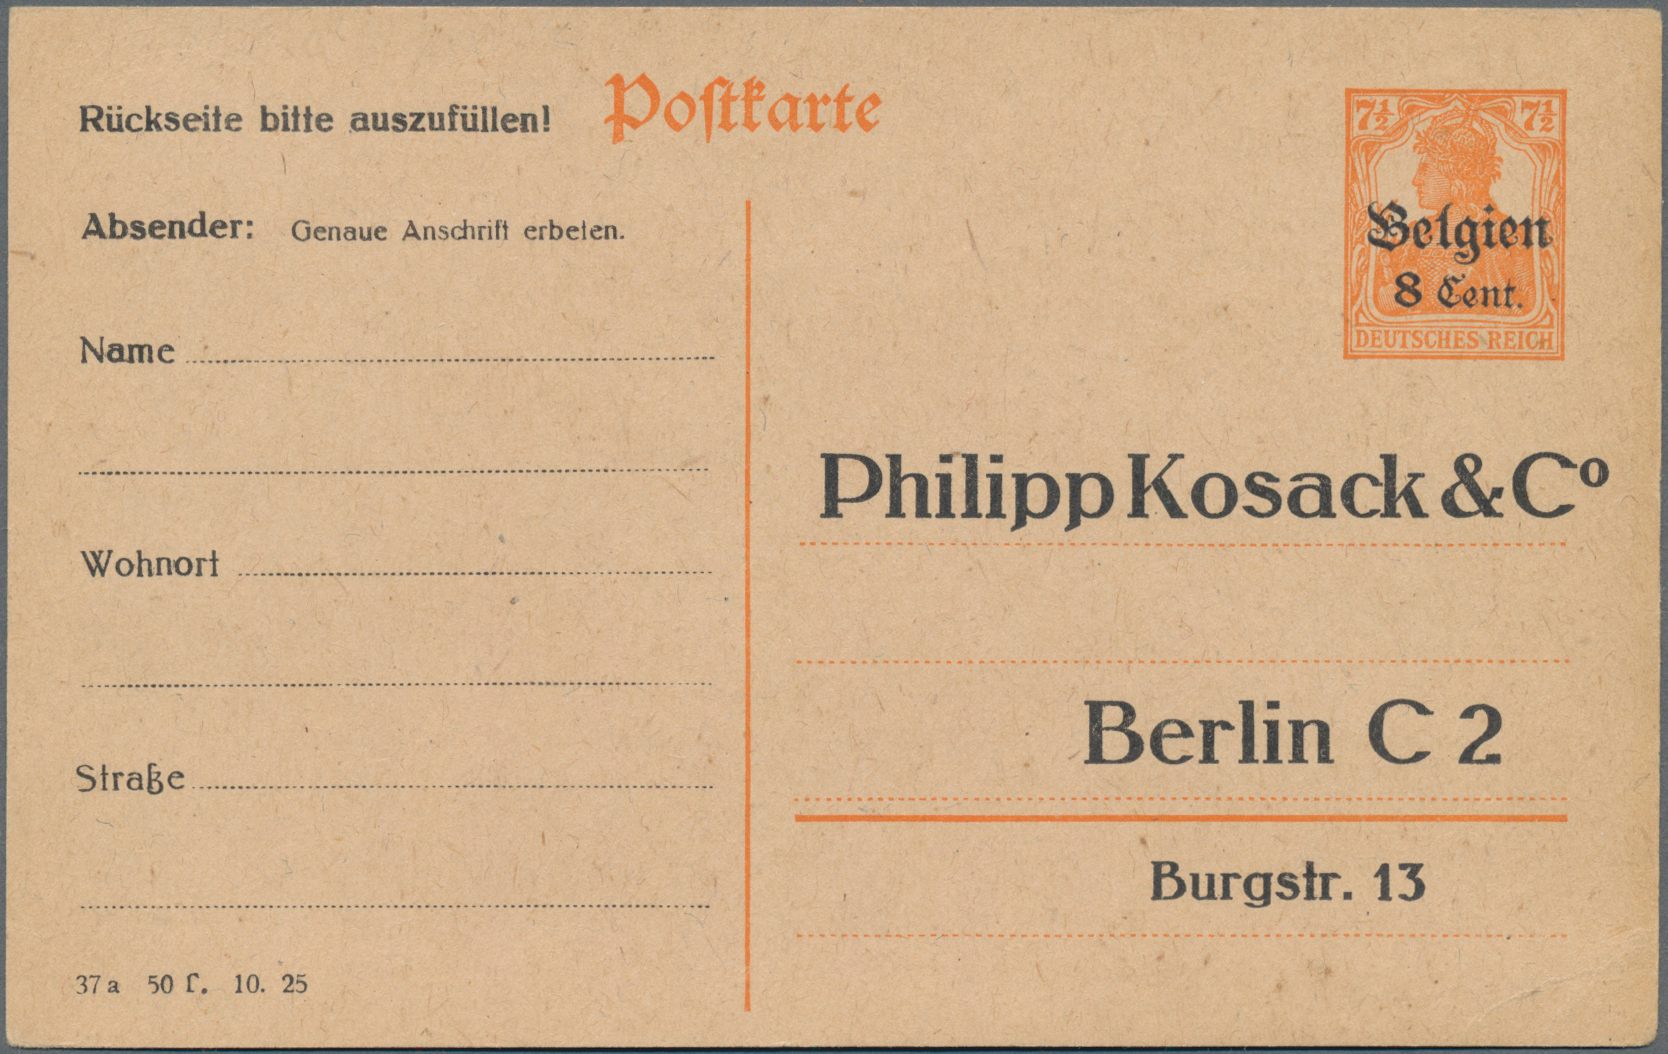 Rückseite bitte auszufüllen!
Postkarte
7½ 7½
Belgien
8 Cent.
DEUTSCHES REICH
Absender: Genaue Anschrift erbeten.
Name
Wohnort
Straße
Philipp Kosack & Cº
Berlin C 2
Burgstr. 13
37a 50 f. 10. 25